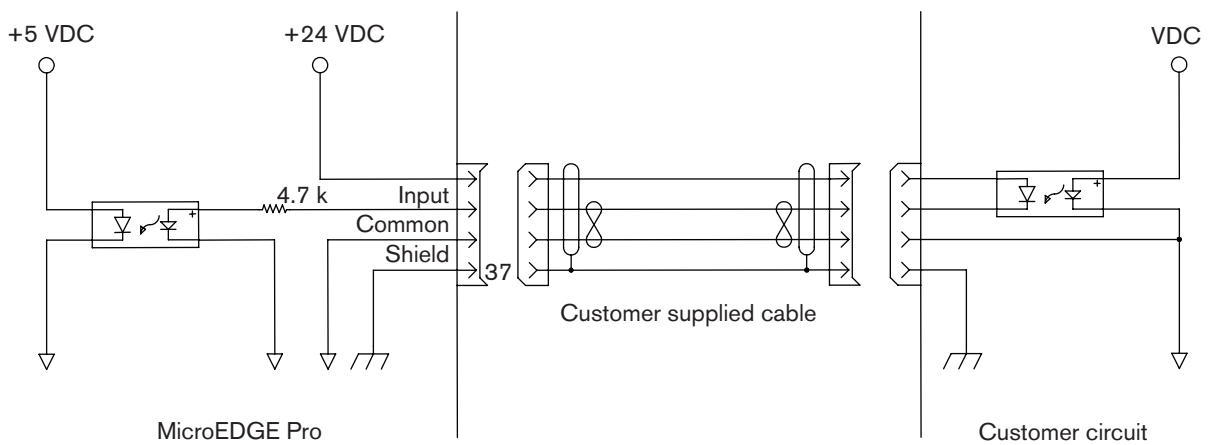 +5 VDC
+24 VDC
VDC
4.7 k
Input
Common
Shield
37
+
+
Customer supplied cable
MicroEDGE Pro
Customer circuit